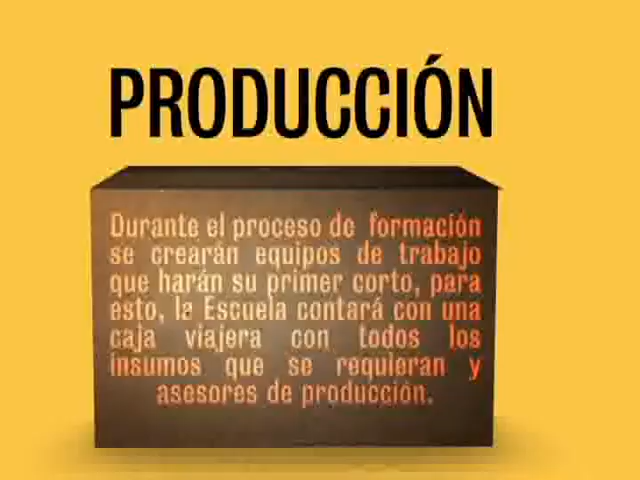 PRODUCCIÓN
Durante el proceso de formación
se crearán equipos de trabajo
que harán su primer corto, para
esto, la Escuela contará con una
caja viajera con todos los
insumos que se requieran y
asesores de producción.